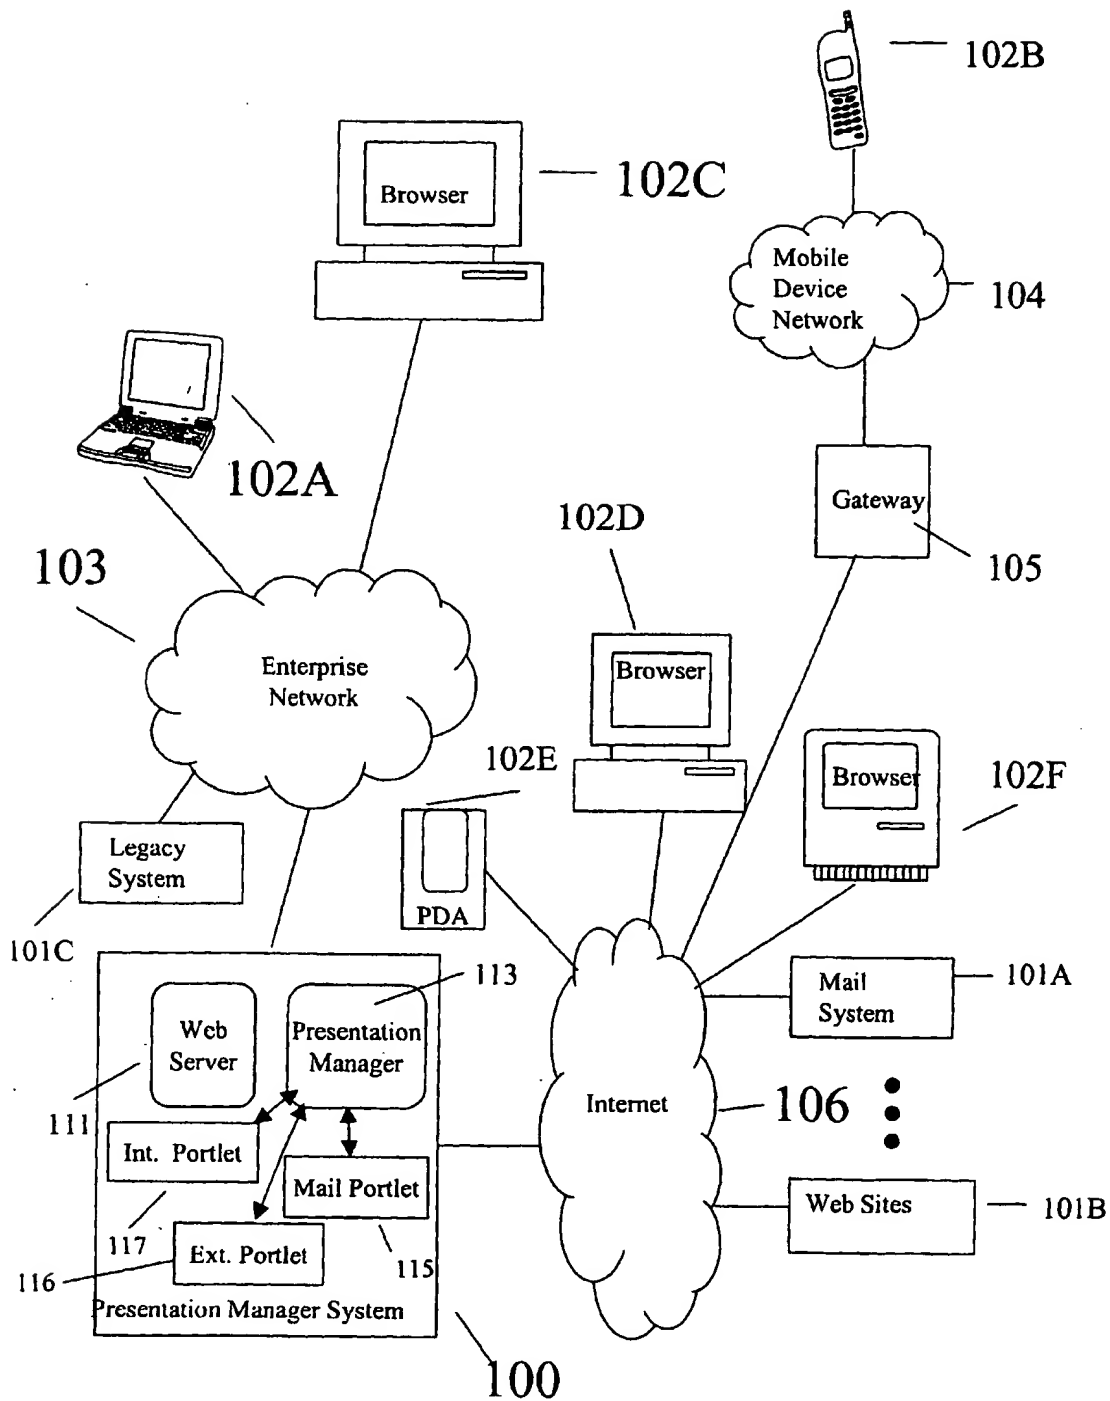 102B
102C
Browser
Mobile
Device
Network
104
102A
Gateway
102D
105
103
Enterprise
Network
Browser
102E
Browser
102F
Legacy
System
PDA
101C
113
Mail
System
101A
Web
Server
Presentation
Manager
111
Internet
106
Int. Portlet
Mail Portlet
Web Sites
101B
117
Ext. Portlet
115
116
Presentation Manager System
100